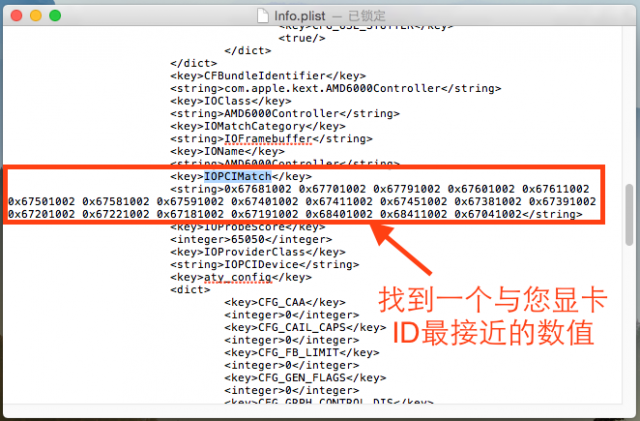 Info.plist — 已锁定
<key>CFG_USE_STUTTER</key>
<true/>
</dict>
</dict>
<key>CFBundleIdentifier</key>
<string>com.apple.kext.AMD6000Controller</string>
<key>IOClass</key>
<string>AMD6000Controller</string>
<key>IOMatchCategory</key>
<string>IOFramebuffer</string>
<key>IOName</key>
<string>AMD6000Controller</string>
<key>IOPCIMatch</key>
<string>0x67681002 0x67701002 0x67791002 0x67601002 0x67611002
0x67501002 0x67581002 0x67591002 0x67401002 0x67411002 0x67451002 0x67381002 0x67391002
0x67201002 0x67221002 0x67181002 0x67191002 0x68401002 0x68411002 0x67041002</string>
<key>IOProbeScore</key>
<integer>65050</integer>
<key>IOProviderClass</key>
<string>IOPCIDevice</string>
<key>aty_config</key>
<dict>
<key>CFG_CAA</key>
<integer>0</integer>
<key>CFG_CAIL_CAPS</key>
<integer>0</integer>
<key>CFG_FB_LIMIT</key>
<integer>0</integer>
<key>CFG_GEN_FLAGS</key>
<integer>0</integer>
<key>CFG_GRPH_CONTROL_DIS</key>
找到一个与您显卡
ID最接近的数值